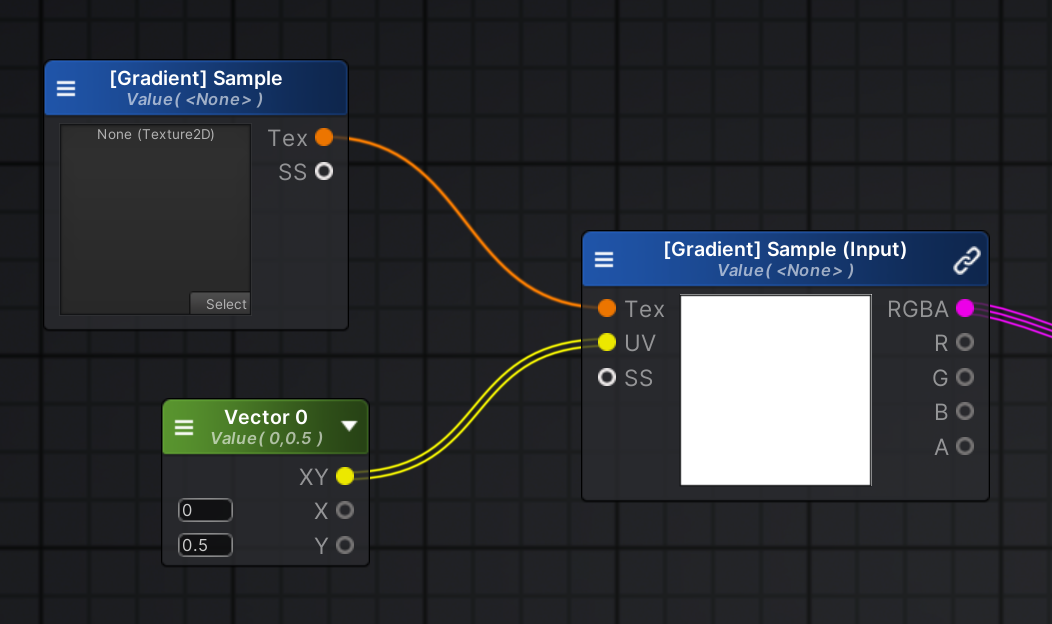 [Gradient] Sample
Value( <None> )
None (Texture2D)
Tex
SS
Select
[Gradient] Sample (Input)
Value( <None> )
Tex
UV
SS
RGBA
R
G
B
A
Vector 0
Value( 0,0.5 )
XY
0
X
0.5
Y